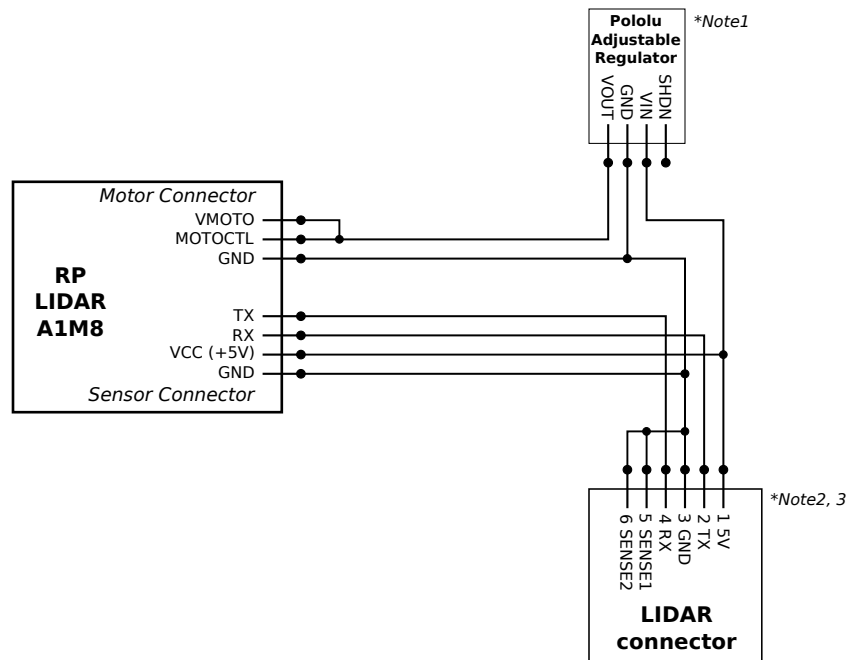 Pololu
Adjustable
Regulator
*Note1
VOUT
GND
VIN
SHDN
Motor Connector
VMOTO
MOTOCTL
GND
RP
LIDAR
A1M8
TX
RX
VCC (+5V)
GND
Sensor Connector
*Note2, 3
6 SENSE2
5 SENSE1
4 RX
3 GND
2 TX
1 5V
LIDAR
connector